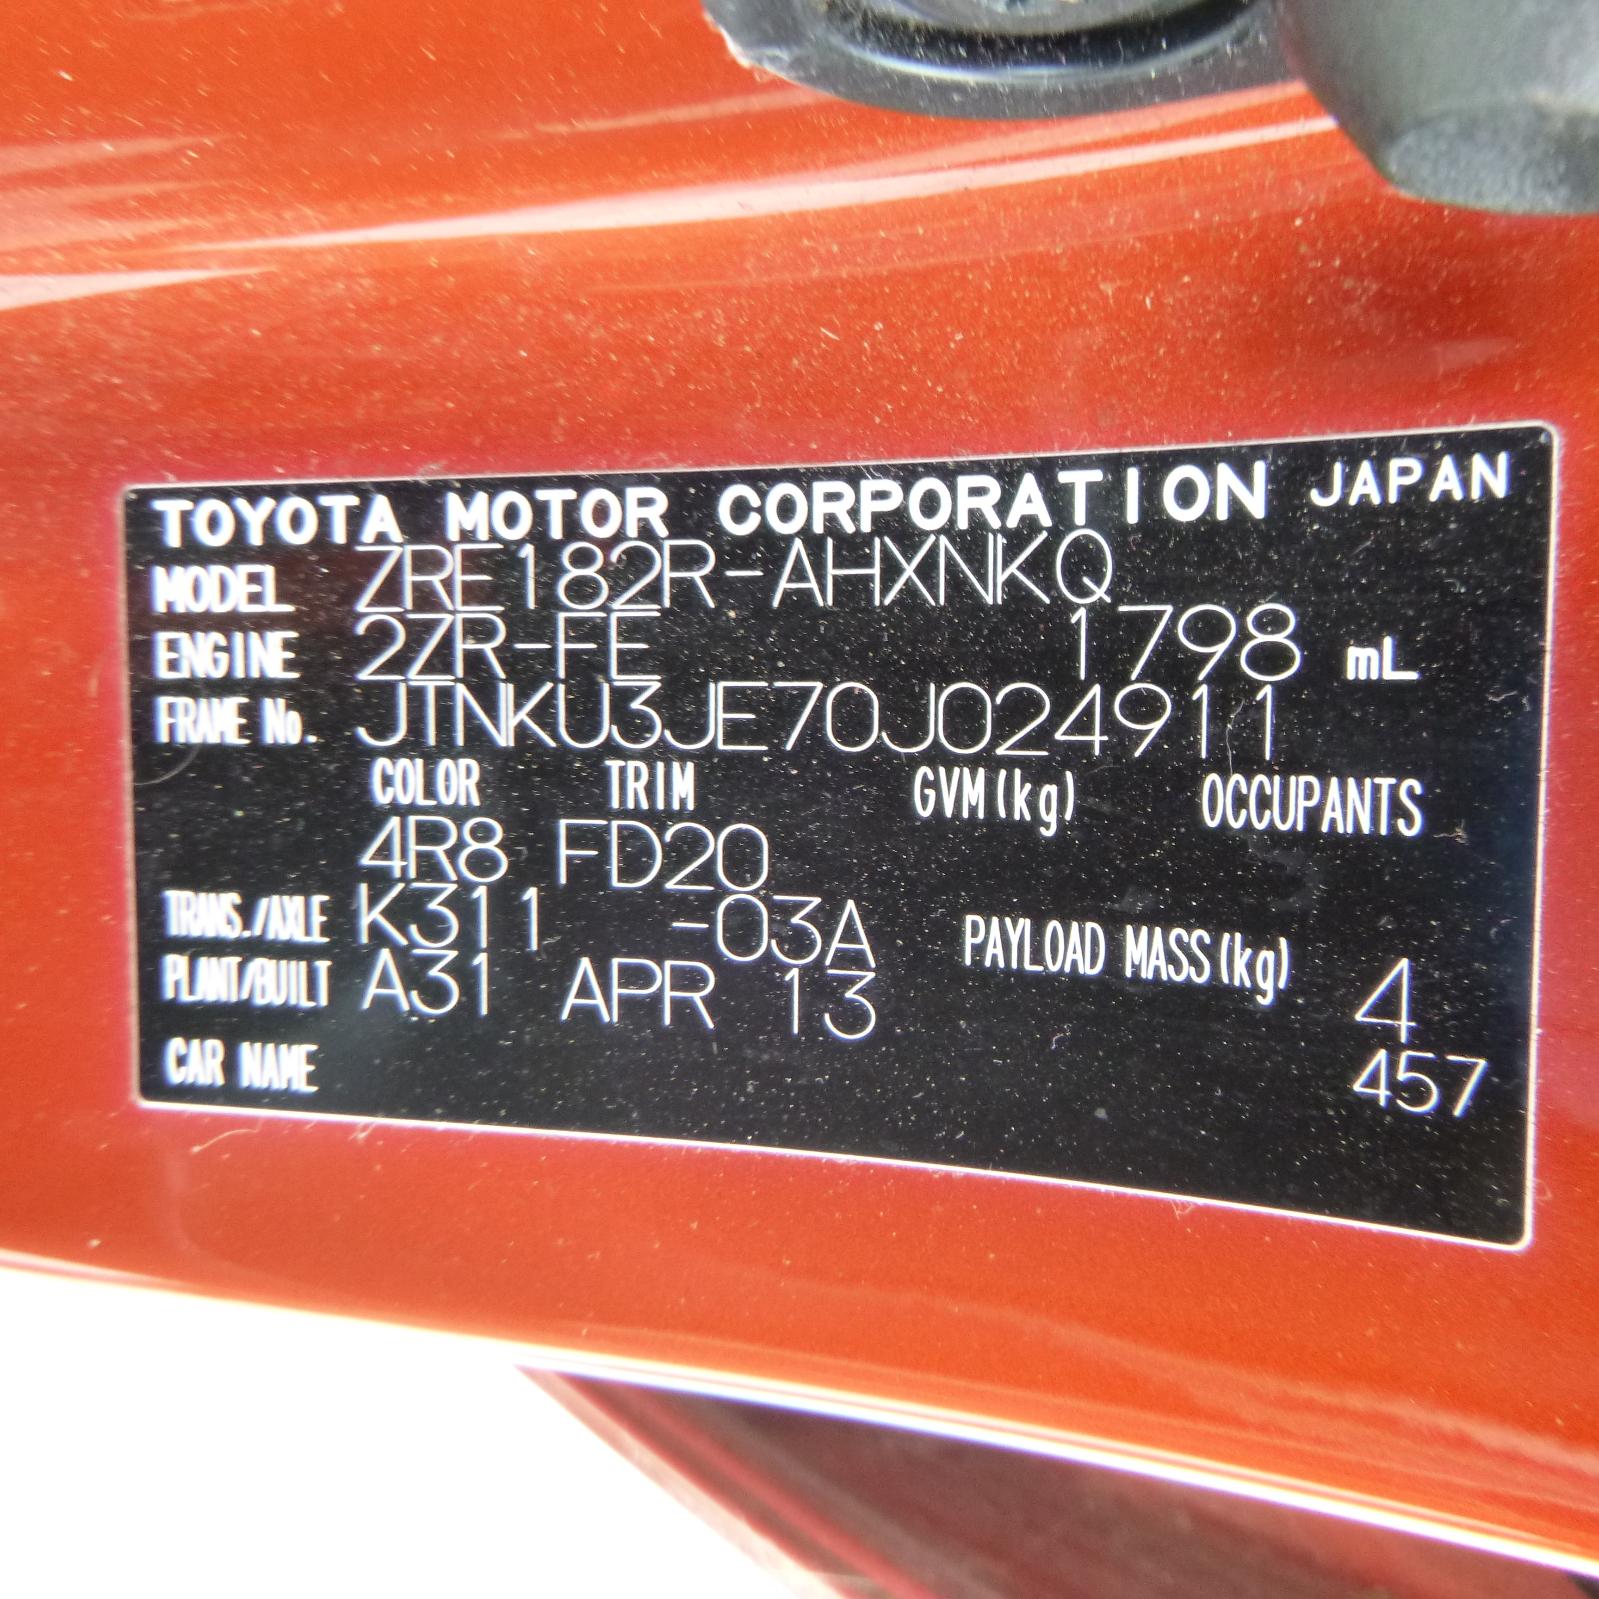 TOYOTA MOTOR CORPORATION JAPAN
MODEL ZRE182R-AHXNKQ
ENGINE 2ZR-FE 1798 mL
FRAME No. JTNKU3JE70J024911
COLOR TRIM GVM(kg) OCCUPANTS
4R8 FD20
TRANS./AXLE K311 -03A PAYLOAD MASS(kg)
PLANT/BUILT A31 APR 13 4
CAR NAME 457